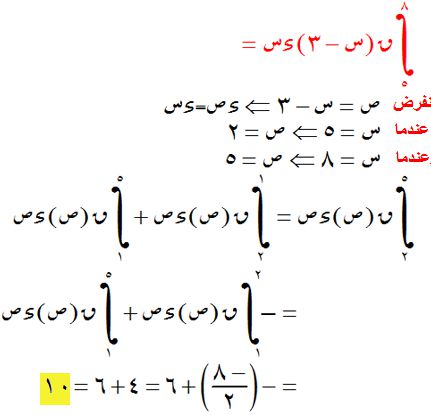 ∫٨ ٥ ق(س − ٣)ءس =
نفرض ص = س − ٣ ⇐ ءص=ءس
عندما س = ٥ ⇐ ص = ٢
وعندما س = ٨ ⇐ ص = ٥
∫٥ ٢ ق(ص)ءص = ∫١ ٢ ق(ص)ءص + ∫٥ ١ ق(ص)ءص
= −∫٢ ١ ق(ص)ءص + ∫٥ ١ ق(ص)ءص
= −(−٨/٢) + ٦ = ٤ + ٦ = ١٠